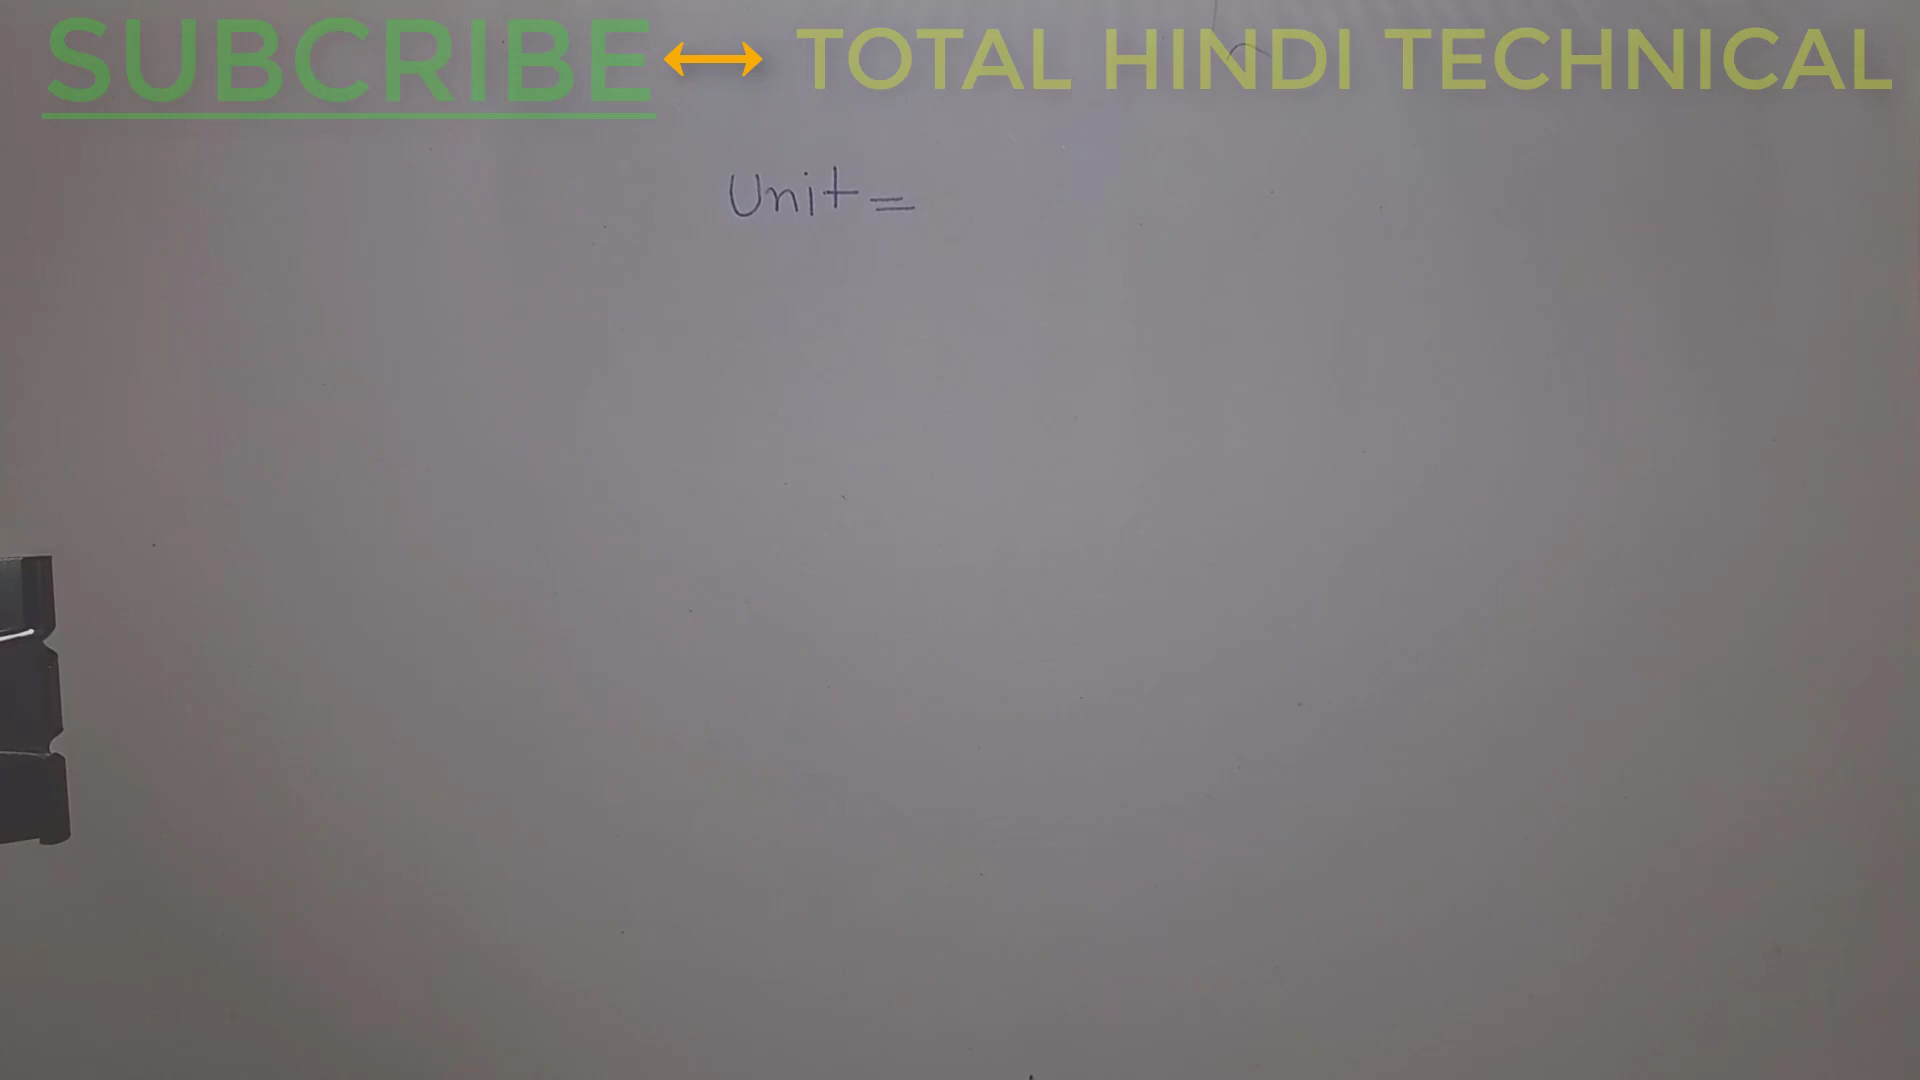 SUBCRIBE ↔ TOTAL HINDI TECHNICAL
Unit =